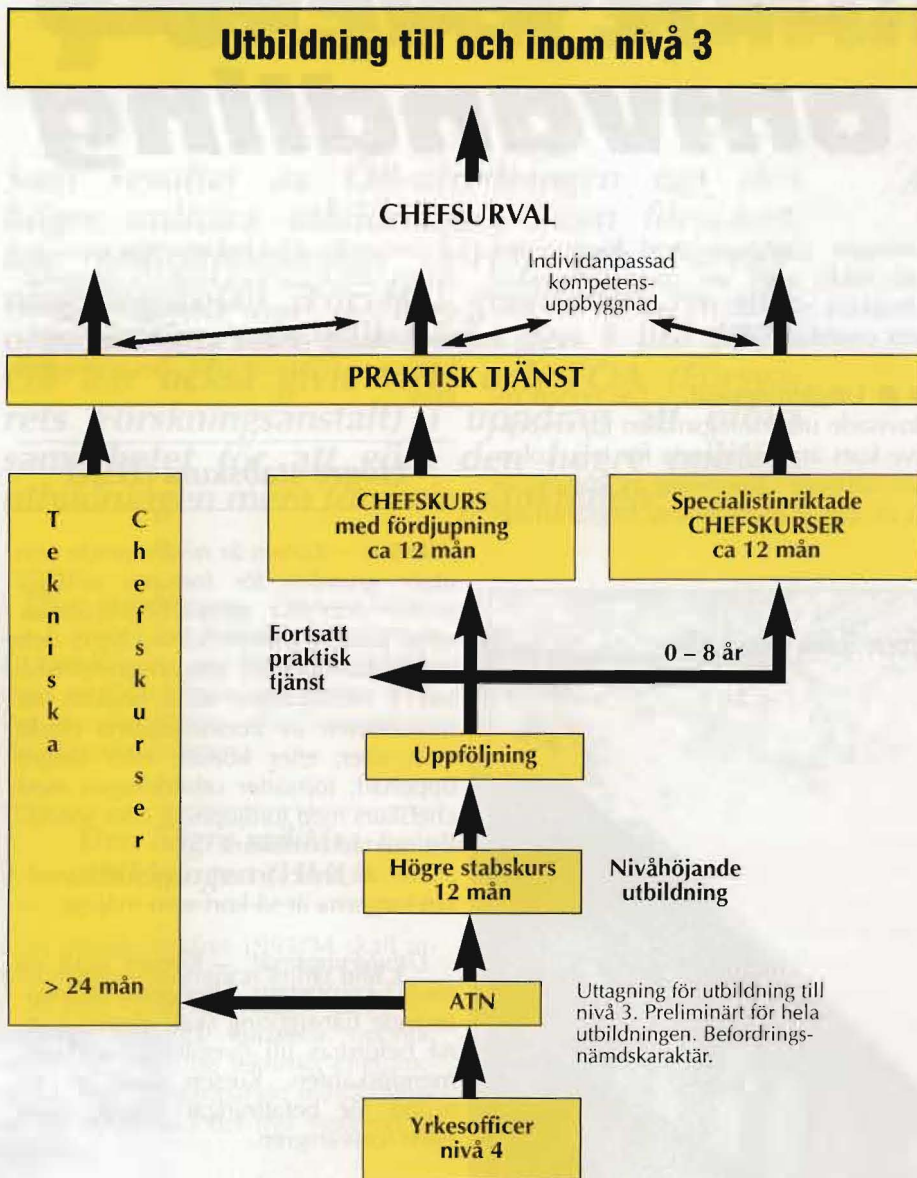 Utbildning till och inom nivå 3
CHEFSURVAL
Individanpassad
kompetens-
uppbyggnad
PRAKTISK TJÄNST
Tekniska
Chefskurser
> 24 mån
CHEFSKURS
med fördjupning
ca 12 mån
Specialistinriktade
CHEFSKURSER
ca 12 mån
Fortsatt
praktisk
tjänst
0 – 8 år
Uppföljning
Högre stabskurs
12 mån
Nivåhöjande
utbildning
ATN
Uttagning för utbildning till
nivå 3. Preliminärt för hela
utbildningen. Befordrings-
nämdskaraktär.
Yrkesofficer
nivå 4